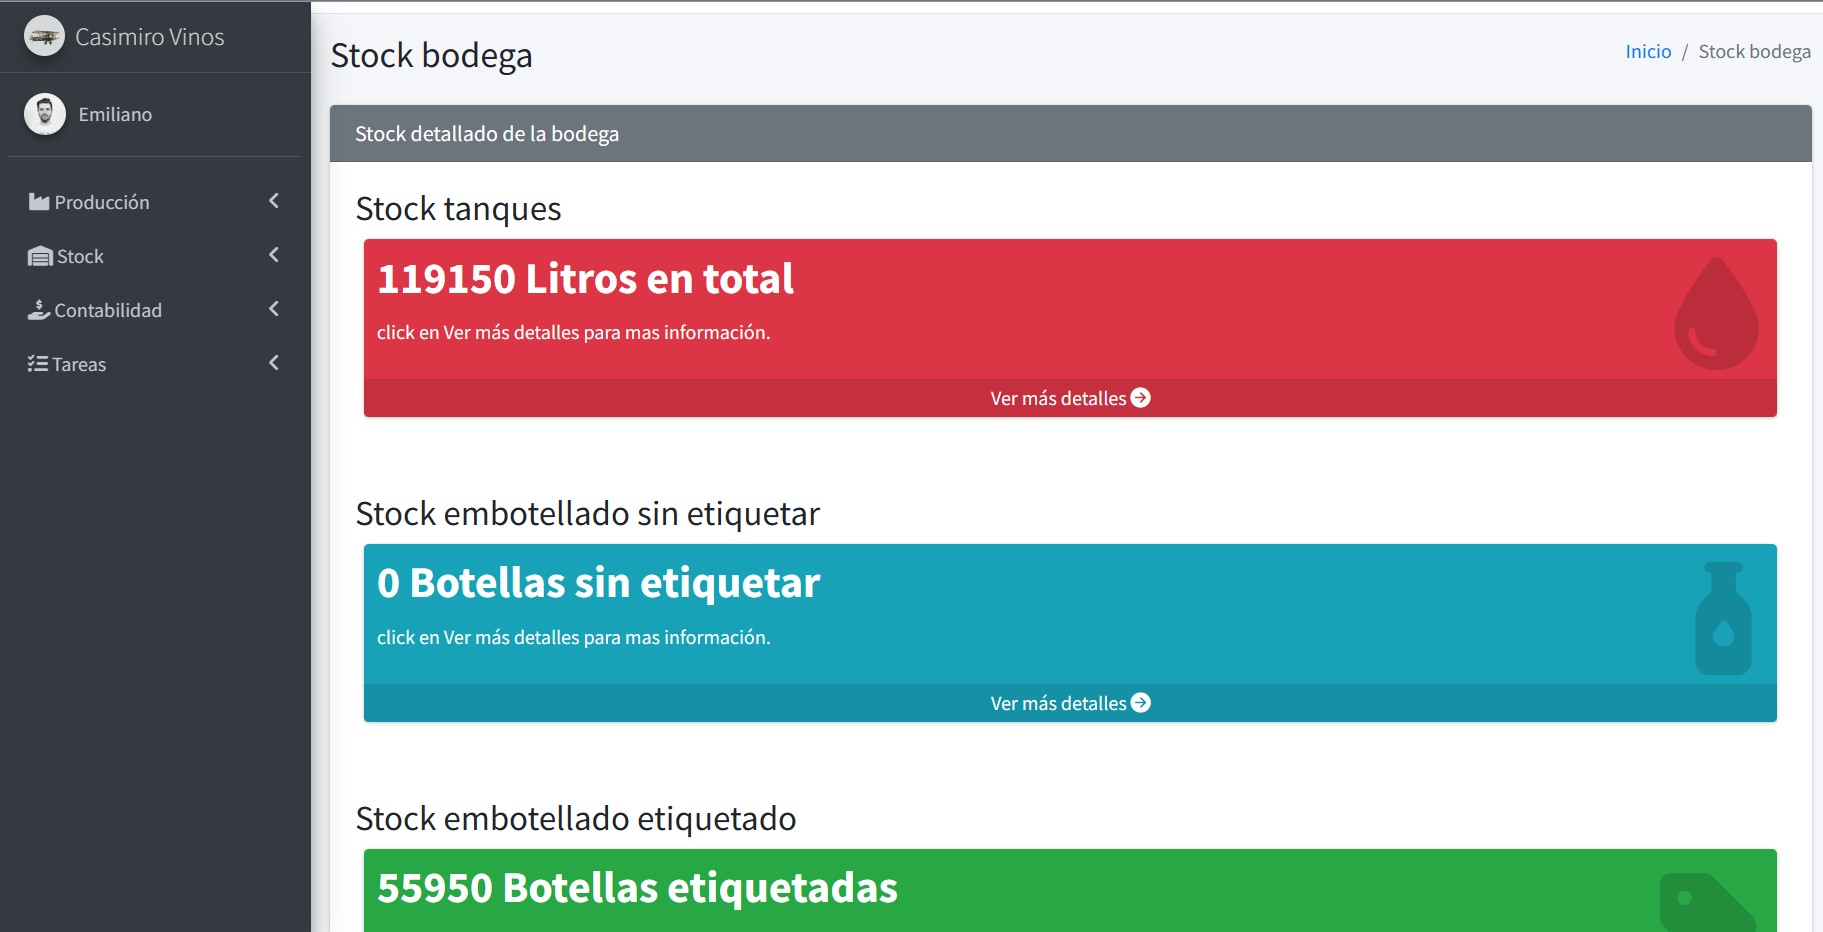 Casimiro Vinos
Emiliano
Producción
Stock
Contabilidad
Tareas
Stock bodega
Inicio / Stock bodega
Stock detallado de la bodega
Stock tanques
119150 Litros en total
click en Ver más detalles para mas información.
Ver más detalles
Stock embotellado sin etiquetar
0 Botellas sin etiquetar
click en Ver más detalles para mas información.
Ver más detalles
Stock embotellado etiquetado
55950 Botellas etiquetadas